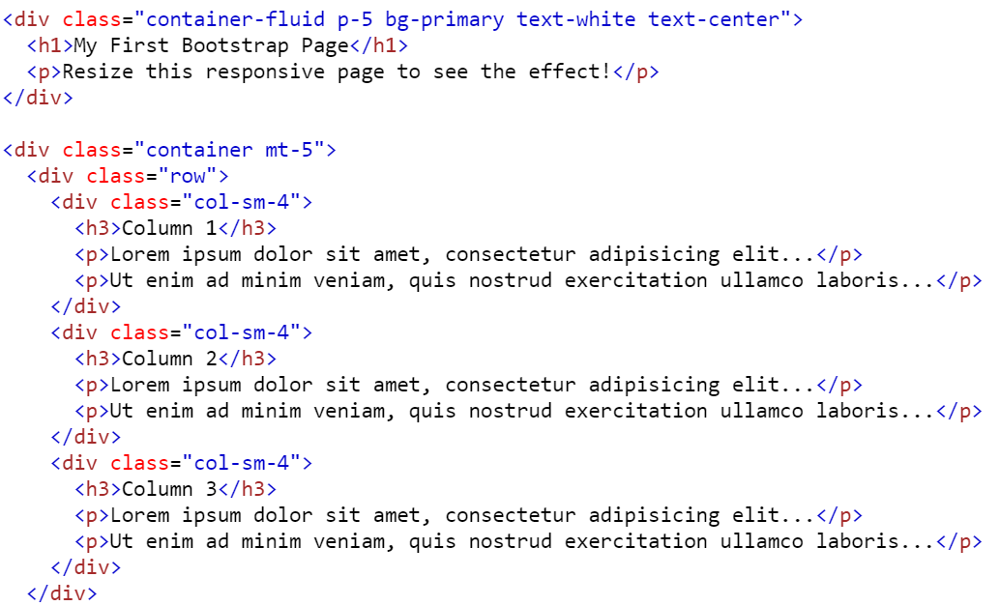 <div class="container-fluid p-5 bg-primary text-white text-center">
  <h1>My First Bootstrap Page</h1>
  <p>Resize this responsive page to see the effect!</p>
</div>

<div class="container mt-5">
  <div class="row">
    <div class="col-sm-4">
      <h3>Column 1</h3>
      <p>Lorem ipsum dolor sit amet, consectetur adipisicing elit...</p>
      <p>Ut enim ad minim veniam, quis nostrud exercitation ullamco laboris...</p>
    </div>
    <div class="col-sm-4">
      <h3>Column 2</h3>
      <p>Lorem ipsum dolor sit amet, consectetur adipisicing elit...</p>
      <p>Ut enim ad minim veniam, quis nostrud exercitation ullamco laboris...</p>
    </div>
    <div class="col-sm-4">
      <h3>Column 3</h3>
      <p>Lorem ipsum dolor sit amet, consectetur adipisicing elit...</p>
      <p>Ut enim ad minim veniam, quis nostrud exercitation ullamco laboris...</p>
    </div>
  </div>